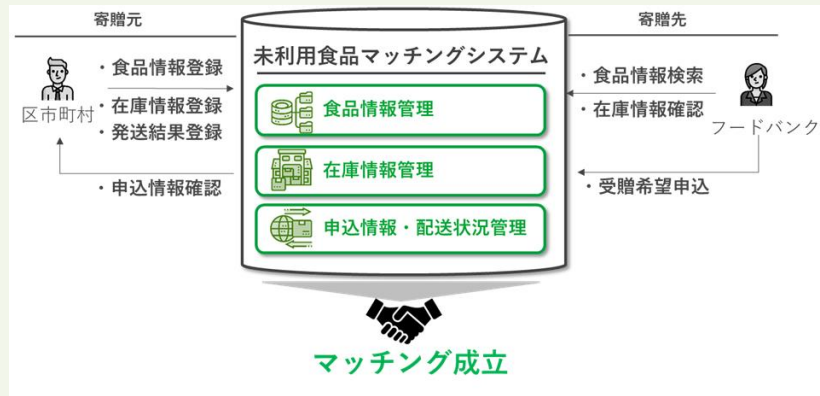 寄贈元
区市町村
・食品情報登録
・在庫情報登録
・発送結果登録
・申込情報確認
未利用食品マッチングシステム
食品情報管理
在庫情報管理
申込情報・配送状況管理
寄贈先
・食品情報検索
・在庫情報確認
フードバンク
・受贈希望申込
マッチング成立